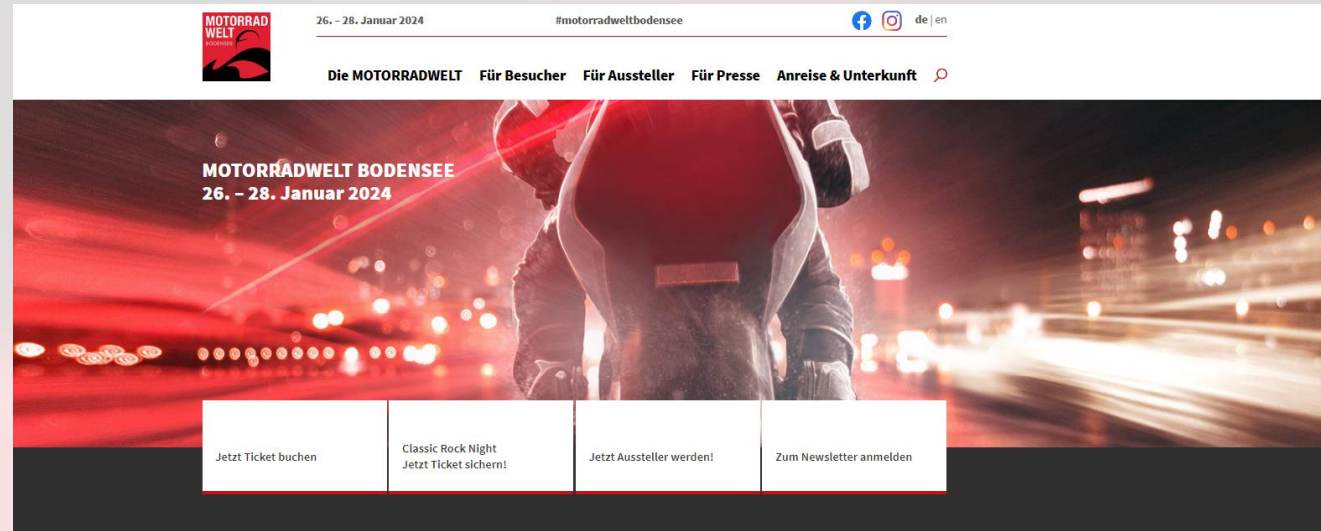 MOTORRAD
WELT
BODENSEE
26. – 28. Januar 2024
#motorradweltbodensee
de | en
Die MOTORRADWELT
Für Besucher
Für Aussteller
Für Presse
Anreise & Unterkunft
MOTORRADWELT BODENSEE
26. – 28. Januar 2024
Jetzt Ticket buchen
Classic Rock Night
Jetzt Ticket sichern!
Jetzt Aussteller werden!
Zum Newsletter anmelden